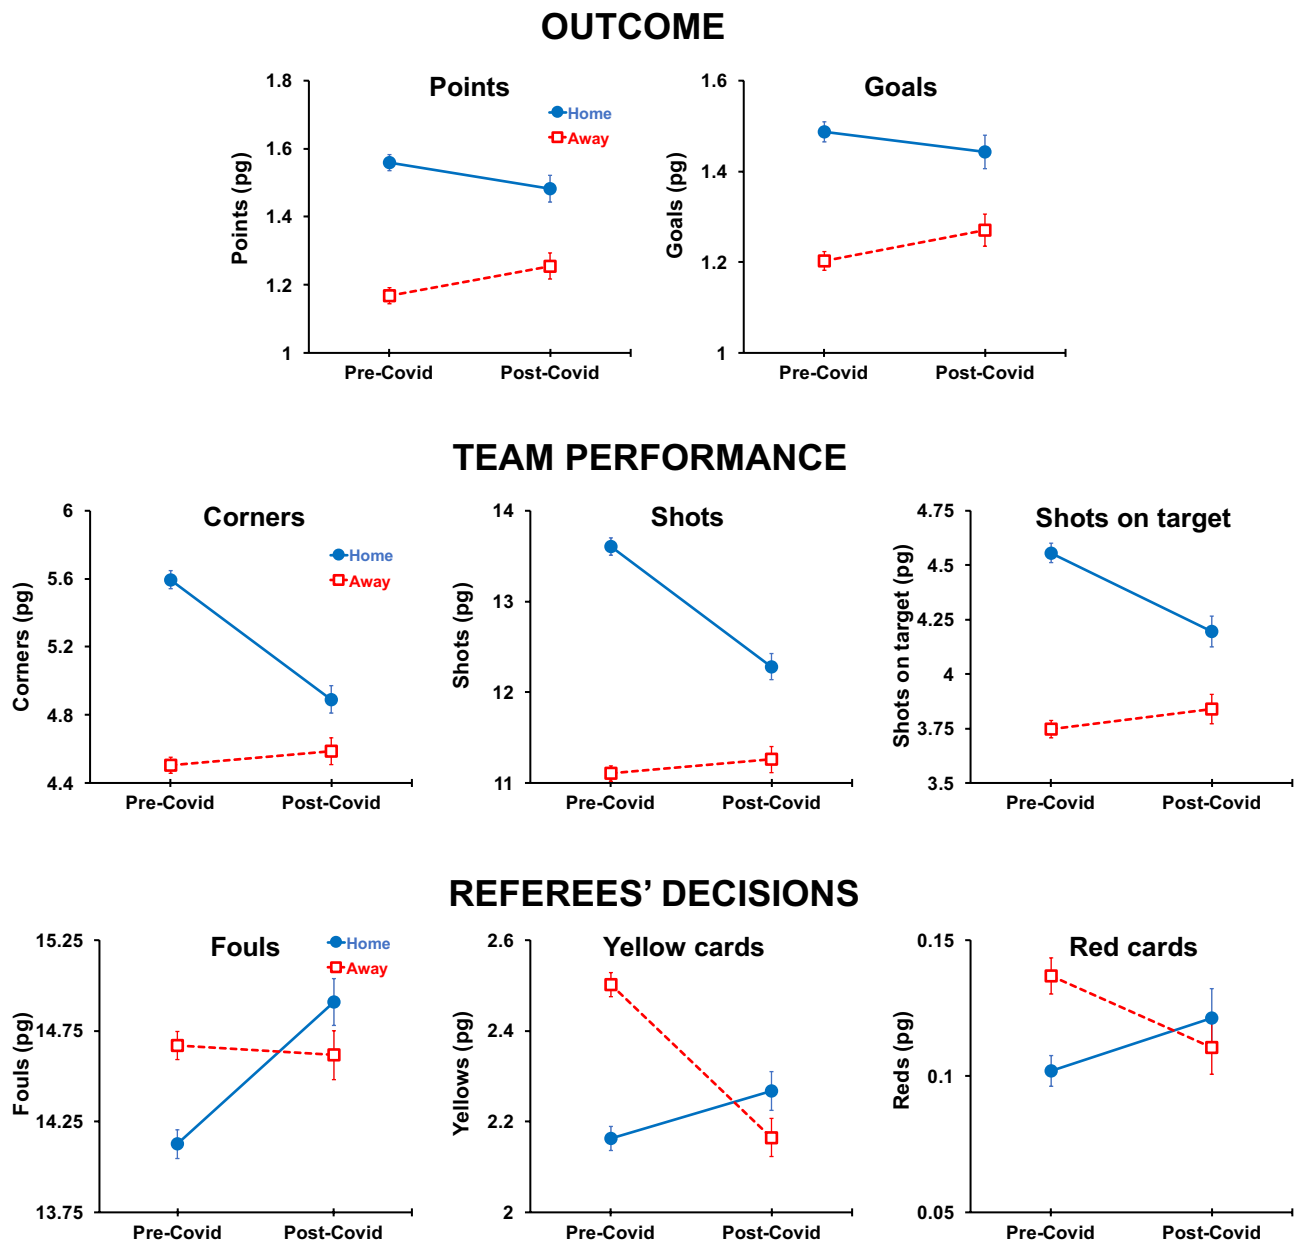 OUTCOME
Points
Home
Away
Points (pg)
1.8
1.6
1.4
1.2
1
Pre-Covid Post-Covid
Goals
Goals (pg)
1.6
1.4
1.2
1
Pre-Covid Post-Covid
TEAM PERFORMANCE
Corners
Home
Away
Corners (pg)
6
5.6
5.2
4.8
4.4
Pre-Covid Post-Covid
Shots
Shots (pg)
14
13
12
11
Pre-Covid Post-Covid
Shots on target
Shots on target (pg)
4.75
4.5
4.25
4
3.75
3.5
Pre-Covid Post-Covid
REFEREES’ DECISIONS
Fouls
Home
Away
Fouls (pg)
15.25
14.75
14.25
13.75
Pre-Covid Post-Covid
Yellow cards
Yellows (pg)
2.6
2.4
2.2
2
Pre-Covid Post-Covid
Red cards
Reds (pg)
0.15
0.1
0.05
Pre-Covid Post-Covid